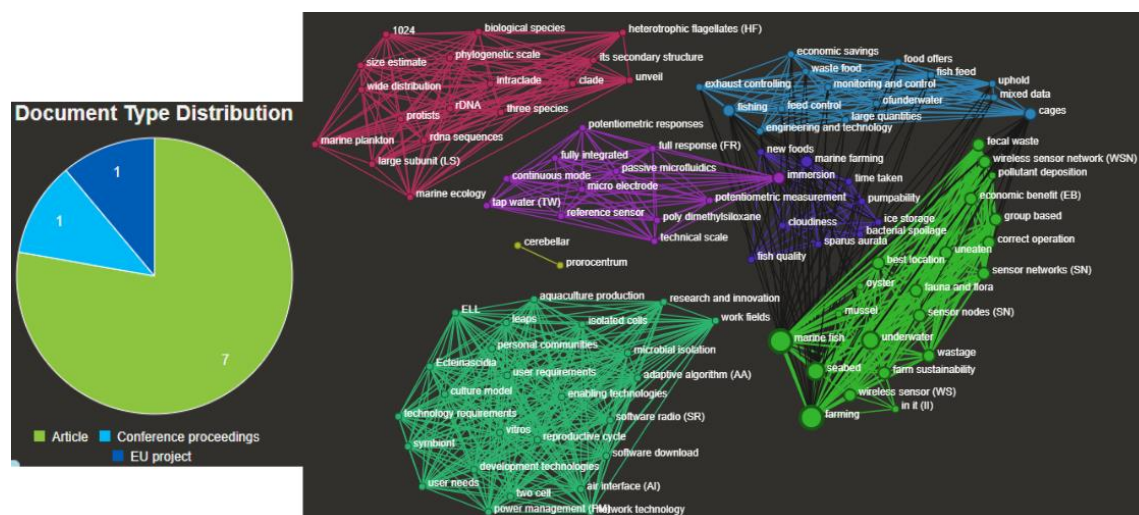 Document Type Distribution
1
1
7
Article
Conference proceedings
EU project
1024
biological species
heterotrophic flagellates (HF)
size estimate
phylogenetic scale
its secondary structure
wide distribution
intraclade
clade
unveil
protists
rDNA
three species
marine plankton
rdna sequences
large subunit (LS)
marine ecology
economic savings
food offers
exhaust controlling
waste food
fish feed
monitoring and control
uphold
mixed data
fishing
feed control
ofunderwater
large quantities
cages
engineering and technology
potentiometric responses
fully integrated
full response (FR)
continuous mode
passive microfluidics
micro electrode
tap water (TW)
potentiometric measurement
reference sensor
poly dimethylsiloxane
technical scale
new foods
marine farming
immersion
time taken
pumpability
cloudiness
ice storage
bacterial spoilage
sparus aurata
fish quality
fecal waste
wireless sensor network (WSN)
pollutant deposition
economic benefit (EB)
group based
correct operation
uneaten
best location
sensor networks (SN)
oyster
fauna and flora
mussel
sensor nodes (SN)
marine fish
underwater
wastage
seabed
farm sustainability
wireless sensor (WS)
in it (II)
farming
cerebellar
prorocentrum
aquaculture production
research and innovation
ELL
leaps
isolated cells
work fields
personal communities
microbial isolation
Ecteinascidia
user requirements
adaptive algorithm (AA)
culture model
enabling technologies
technology requirements
software radio (SR)
vitros
symbiont
reproductive cycle
software download
development technologies
user needs
two cell
air interface (AI)
power management (PM)
network technology